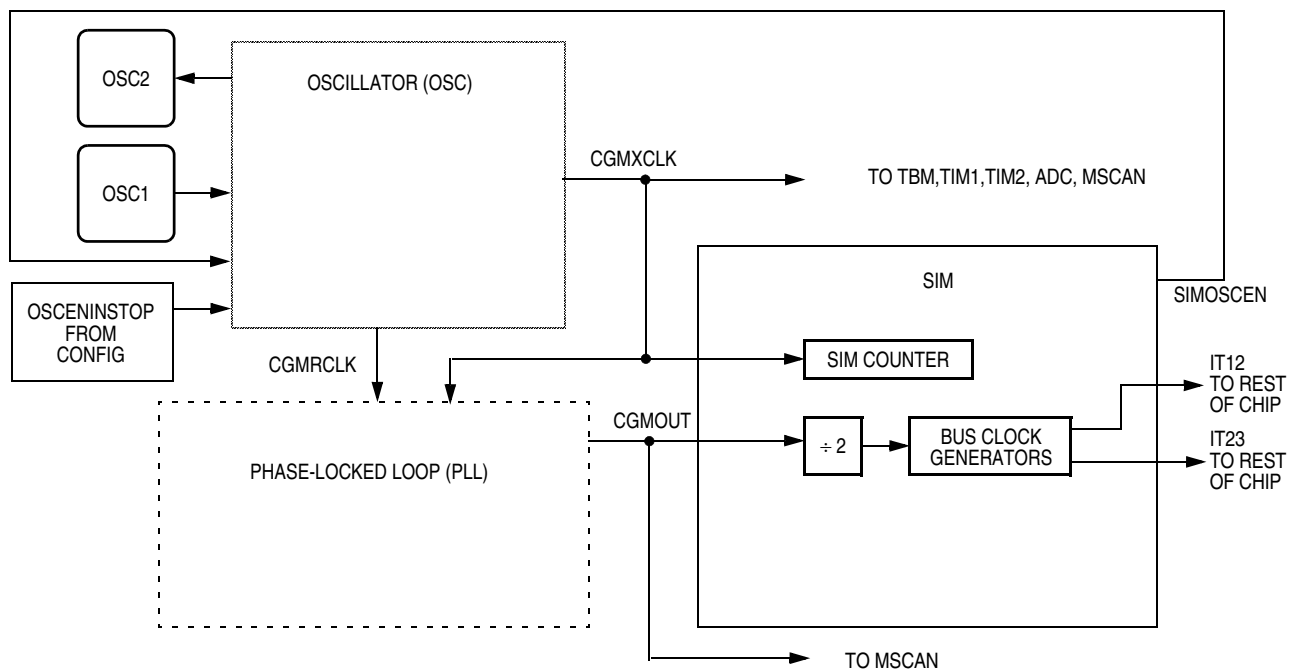 OSC2
OSCILLATOR (OSC)
CGMXCLK
TO TBM,TIM1,TIM2, ADC, MSCAN
OSC1
SIM
SIMOSCEN
OSCENINSTOP
FROM
CONFIG
CGMRCLK
SIM COUNTER
IT12
TO REST
OF CHIP
CGMOUT
÷ 2
BUS CLOCK
GENERATORS
IT23
TO REST
OF CHIP
PHASE-LOCKED LOOP (PLL)
TO MSCAN